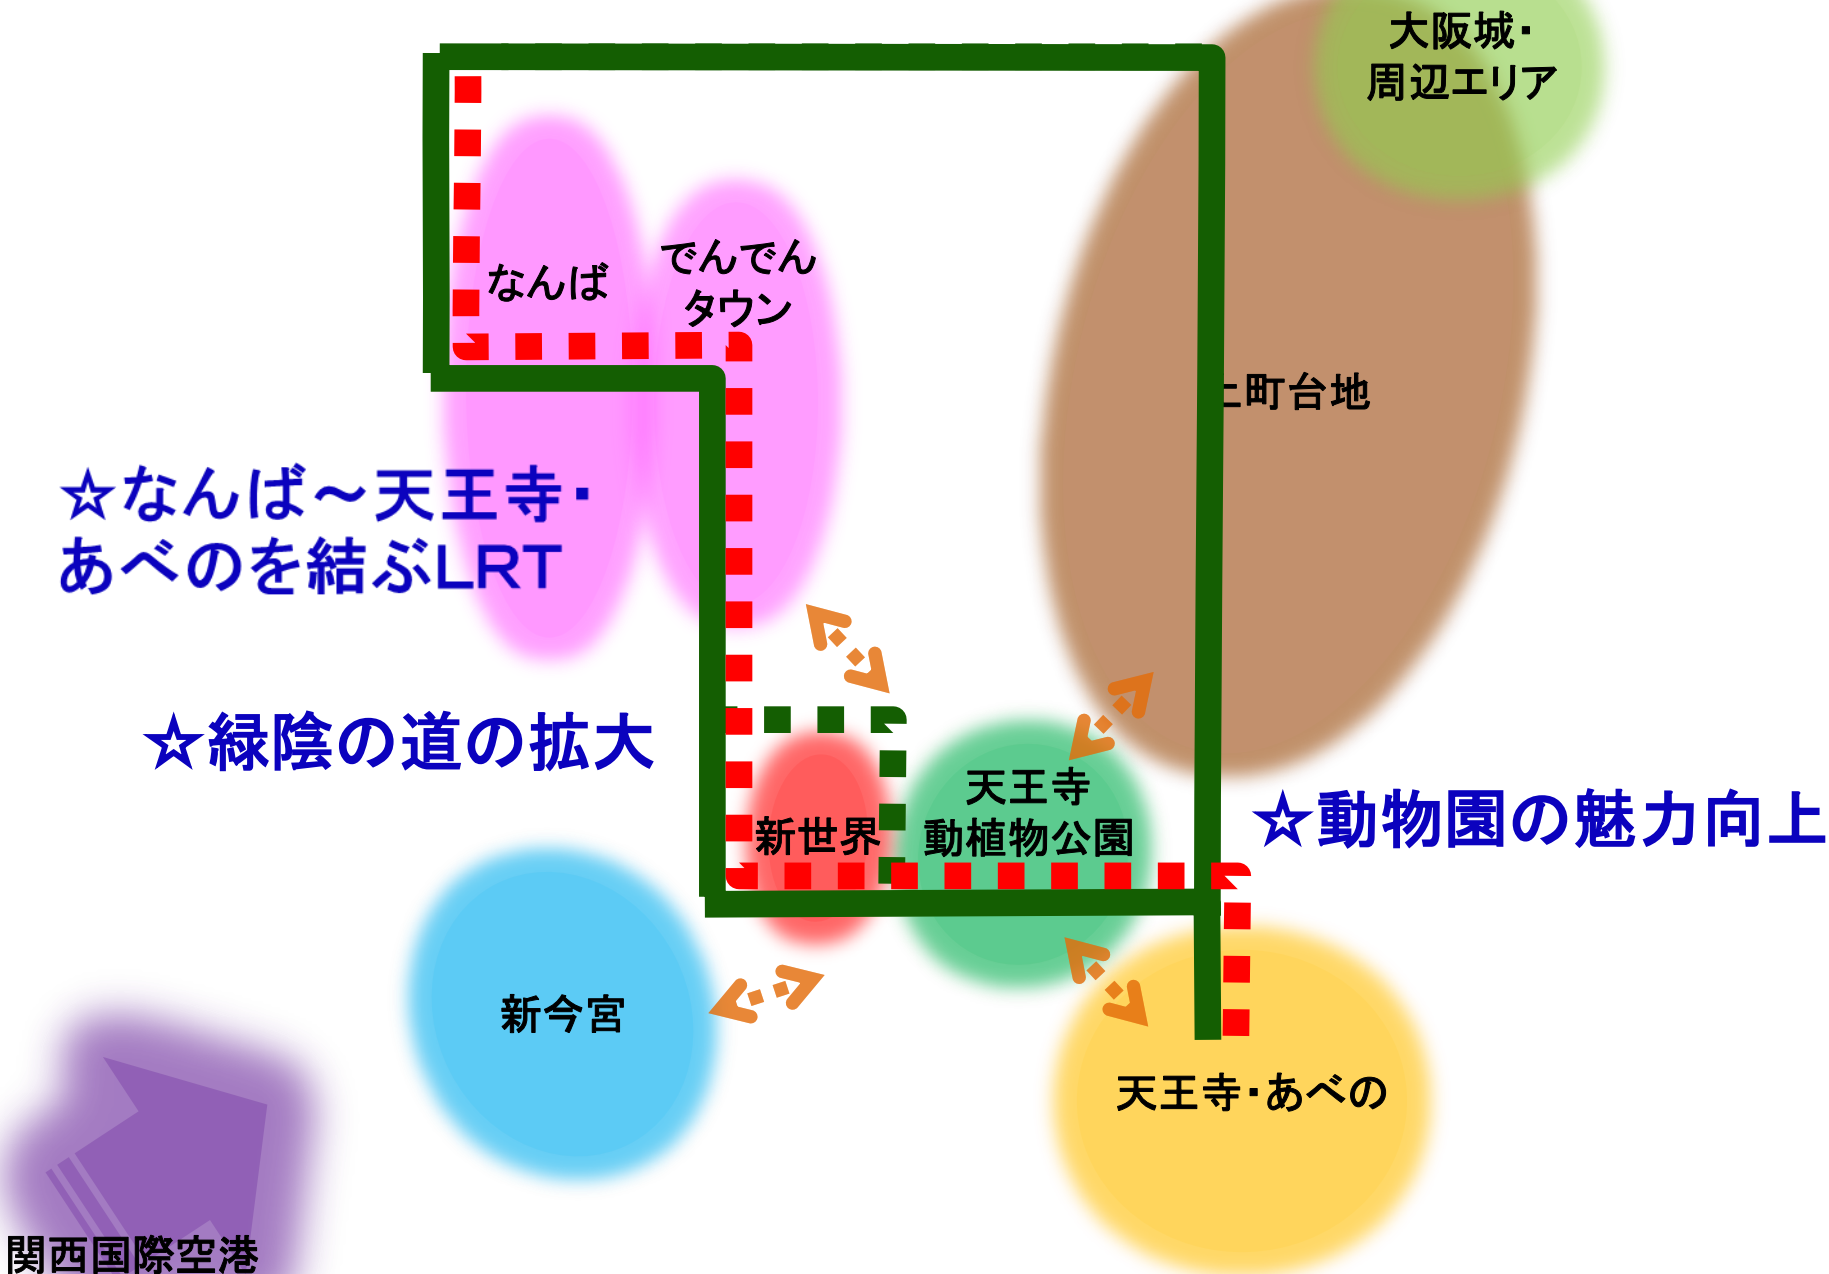 大阪城・
周辺エリア
でんでん
タウン
なんば
上町台地
☆なんば～天王寺・
あべのを結ぶLRT
☆緑陰の道の拡大
天王寺
動植物公園
新世界
☆動物園の魅力向上
新今宮
天王寺・あべの
関西国際空港